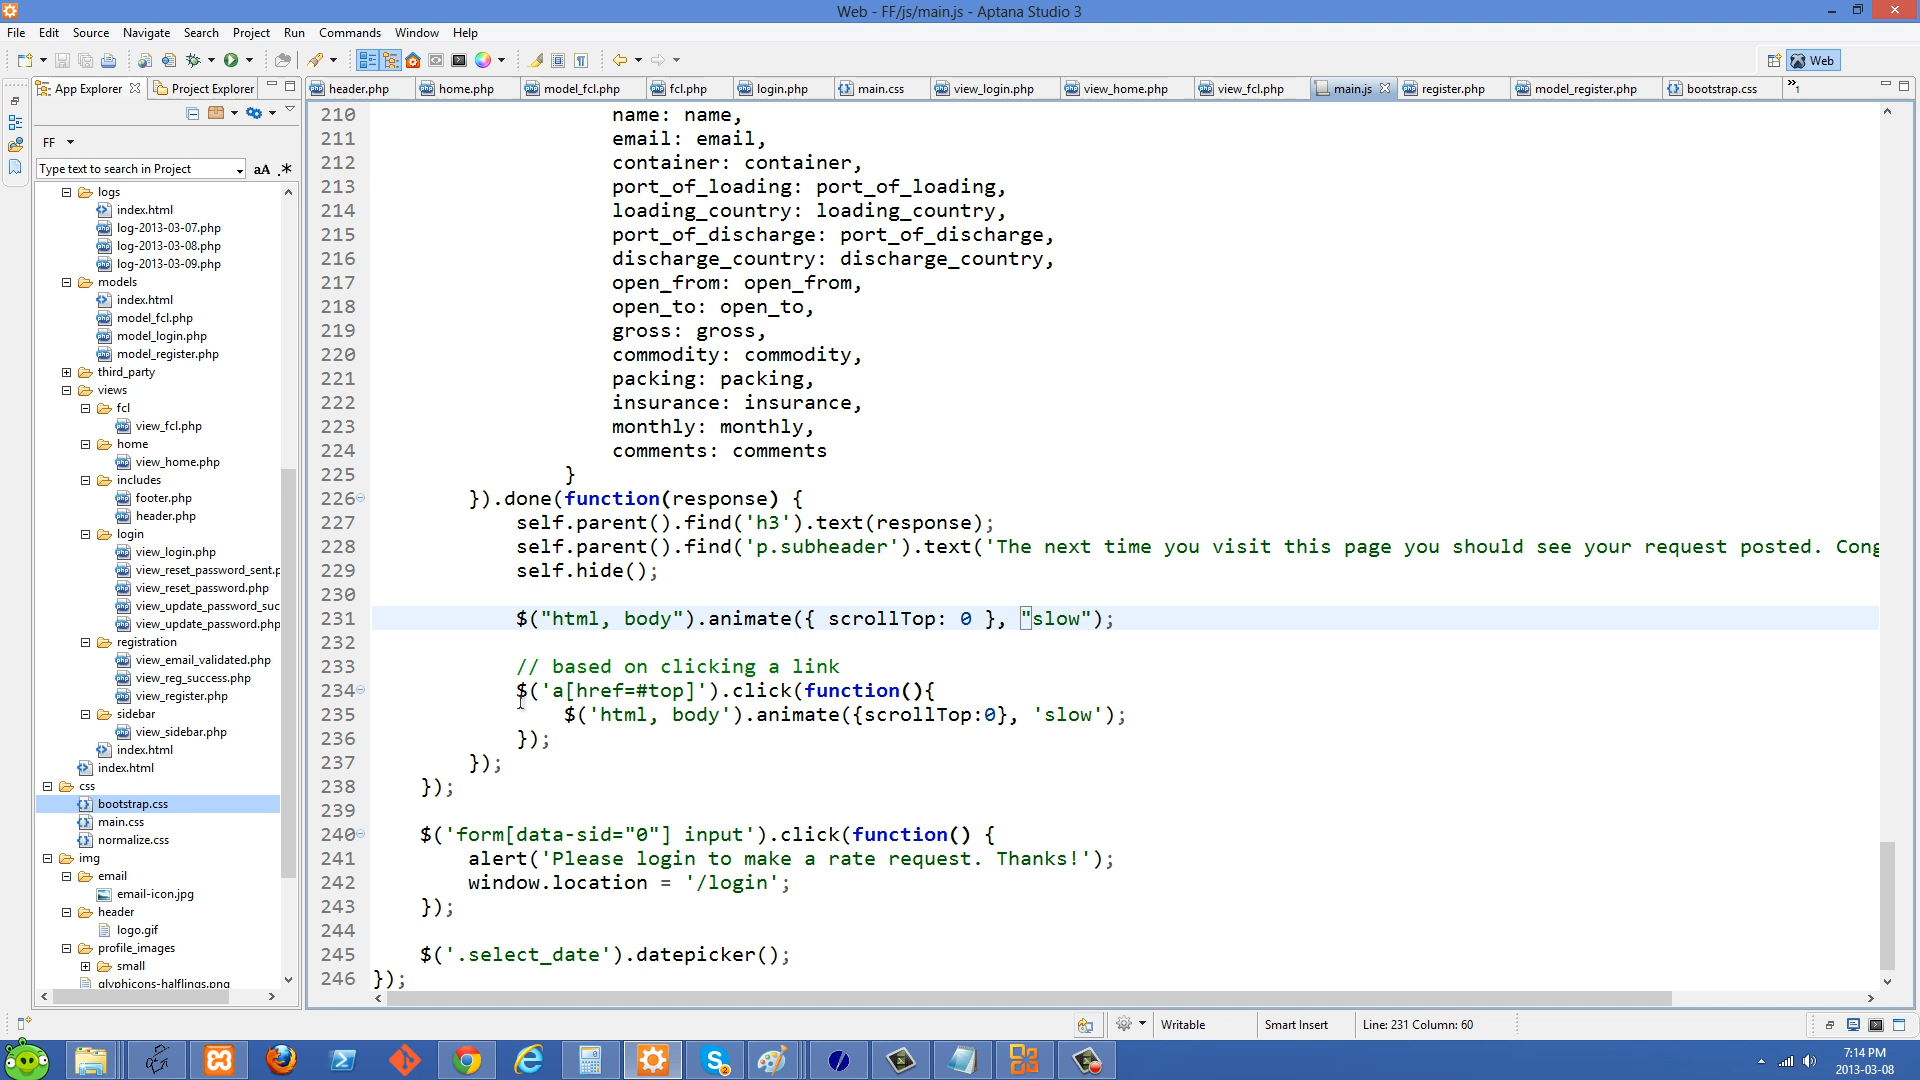 Web - FF/js/main.js - Aptana Studio 3
File Edit Source Navigate Search Project Run Commands Window Help
Web
App Explorer Project Explorer
header.php home.php model_fcl.php fcl.php login.php main.css view_login.php view_home.php view_fcl.php main.js register.php model_register.php bootstrap.css »1
FF
Type text to search in Project aA .*
logs
index.html
log-2013-03-07.php
log-2013-03-08.php
log-2013-03-09.php
models
index.html
model_fcl.php
model_login.php
model_register.php
third_party
views
fcl
view_fcl.php
home
view_home.php
includes
footer.php
header.php
login
view_login.php
view_reset_password_sent.p
view_reset_password.php
view_update_password_suc
view_update_password.php
registration
view_email_validated.php
view_reg_success.php
view_register.php
sidebar
view_sidebar.php
index.html
index.html
css
bootstrap.css
main.css
normalize.css
img
email
email-icon.jpg
header
logo.gif
profile_images
small
glyphicons-halflings.png
210 name: name,
211 email: email,
212 container: container,
213 port_of_loading: port_of_loading,
214 loading_country: loading_country,
215 port_of_discharge: port_of_discharge,
216 discharge_country: discharge_country,
217 open_from: open_from,
218 open_to: open_to,
219 gross: gross,
220 commodity: commodity,
221 packing: packing,
222 insurance: insurance,
223 monthly: monthly,
224 comments: comments
225 }
226 }).done(function(response) {
227 self.parent().find('h3').text(response);
228 self.parent().find('p.subheader').text('The next time you visit this page you should see your request posted. Cong
229 self.hide();
230
231 $("html, body").animate({ scrollTop: 0 }, "slow");
232
233 // based on clicking a link
234 $('a[href=#top]').click(function(){
235 $('html, body').animate({scrollTop:0}, 'slow');
236 });
237 });
238 });
239
240 $('form[data-sid="0"] input').click(function() {
241 alert('Please login to make a rate request. Thanks!');
242 window.location = '/login';
243 });
244
245 $('.select_date').datepicker();
246 });
Writable Smart Insert Line: 231 Column: 60
7:14 PM
2013-03-08